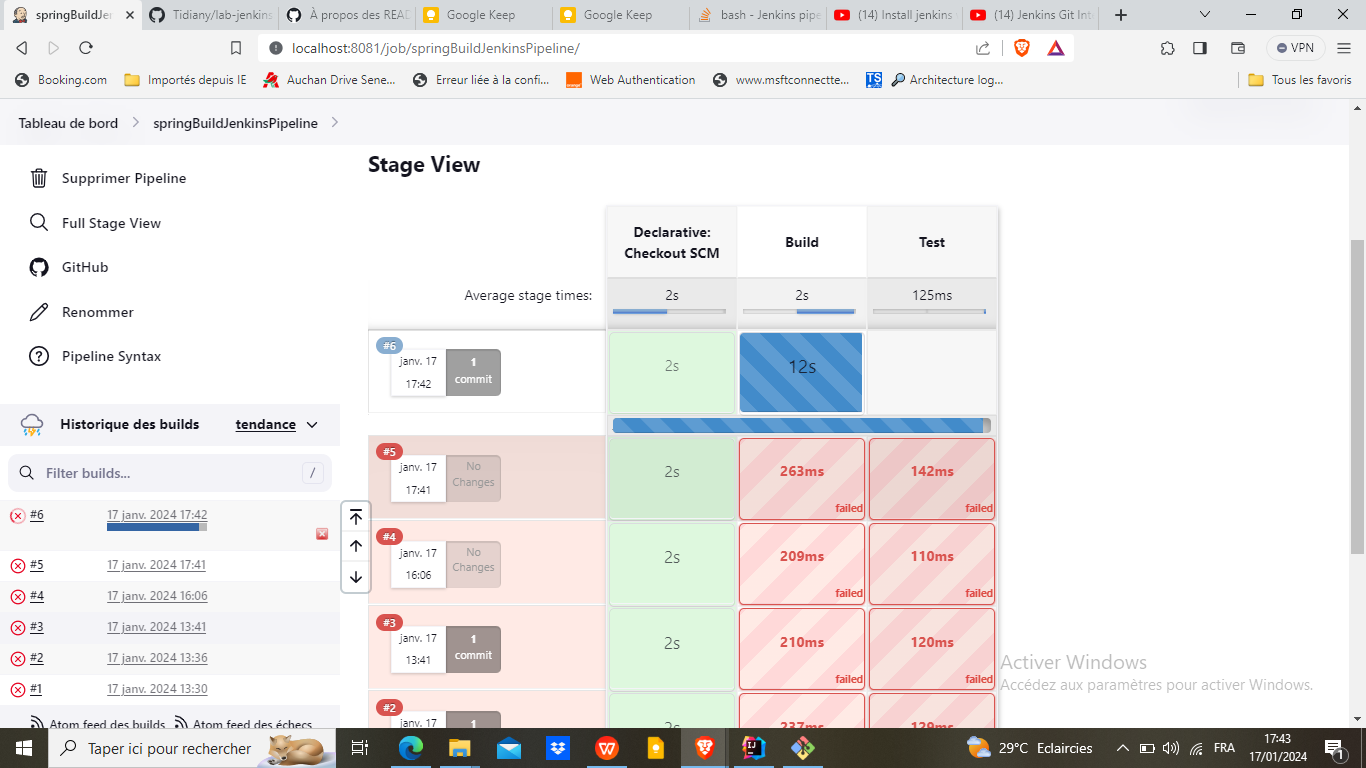 springBuildJen
Tidiany/lab-jenkins
À propos des READ
Google Keep
Google Keep
bash - Jenkins pipe
(14) Install jenkins
(14) Jenkins Git Int
localhost:8081/job/springBuildJenkinsPipeline/
VPN
Booking.com
Importés depuis IE
Auchan Drive Sene...
Erreur liée à la confi...
Web Authentication
www.msftconnectte...
TS
Architecture log...
Tous les favoris
Tableau de bord
springBuildJenkinsPipeline
Supprimer Pipeline
Full Stage View
GitHub
Renommer
Pipeline Syntax
Historique des builds
tendance
Filter builds...
/
#6
17 janv. 2024 17:42
#5
17 janv. 2024 17:41
#4
17 janv. 2024 16:06
#3
17 janv. 2024 13:41
#2
17 janv. 2024 13:36
#1
17 janv. 2024 13:30
Atom feed des builds
Atom feed des échecs
Stage View
Declarative:
Checkout SCM
Build
Test
Average stage times:
2s
2s
125ms
#6
janv. 17
17:42
1
commit
2s
12s
#5
janv. 17
17:41
No
Changes
2s
263ms
failed
142ms
failed
#4
janv. 17
16:06
No
Changes
2s
209ms
failed
110ms
failed
#3
janv. 17
13:41
1
commit
2s
210ms
failed
120ms
failed
#2
janv. 17
1
2s
237ms
129ms
Activer Windows
Accédez aux paramètres pour activer Windows.
Taper ici pour rechercher
29°C Eclaircies
FRA
17:43
17/01/2024
1